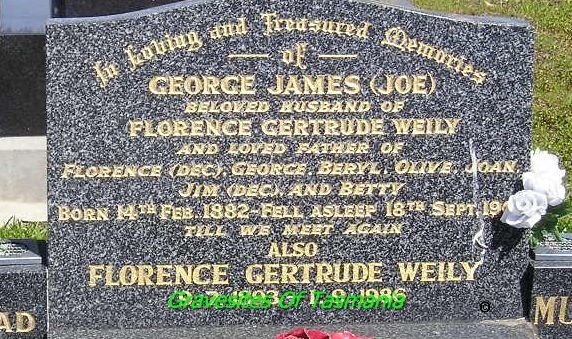 In Loving and Treasured Memories
of
GEORGE JAMES (JOE)
BELOVED HUSBAND OF
FLORENCE GERTRUDE WEILY
AND LOVED FATHER OF
FLORENCE (DEC), GEORGE, BERYL, OLIVE, JOAN,
JIM (DEC), AND BETTY
BORN 14TH FEB. 1882 - FELL ASLEEP 18TH SEPT.
TILL WE MEET AGAIN
ALSO
FLORENCE GERTRUDE WEILY
1986
Gravesites Of Tasmania
AD
MU